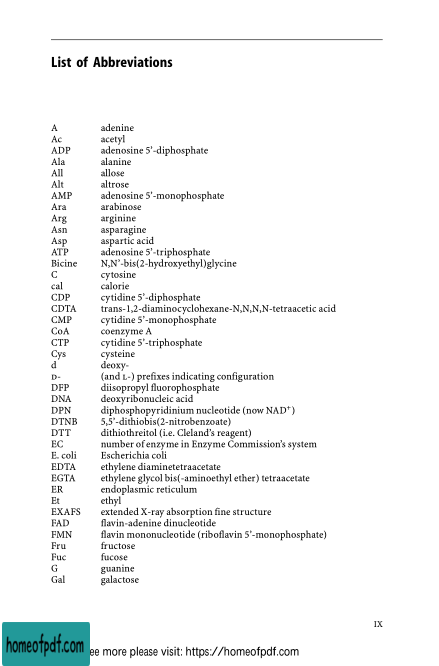 List of Abbreviations
A adenine
Ac acetyl
ADP adenosine 5'-diphosphate
Ala alanine
All allose
Alt altrose
AMP adenosine 5'-monophosphate
Ara arabinose
Arg arginine
Asn asparagine
Asp aspartic acid
ATP adenosine 5'-triphosphate
Bicine N,N'-bis(2-hydroxyethyl)glycine
C cytosine
cal calorie
CDP cytidine 5'-diphosphate
CDTA trans-1,2-diaminocyclohexane-N,N,N,N-tetraacetic acid
CMP cytidine 5'-monophosphate
CoA coenzyme A
CTP cytidine 5'-triphosphate
Cys cysteine
d deoxy-
D- (and L-) prefixes indicating configuration
DFP diisopropyl fluorophosphate
DNA deoxyribonucleic acid
DPN diphosphopyridinium nucleotide (now NAD⁺)
DTNB 5,5'-dithiobis(2-nitrobenzoate)
DTT dithiothreitol (i.e. Cleland's reagent)
EC number of enzyme in Enzyme Commission's system
E. coli Escherichia coli
EDTA ethylene diaminetetraacetate
EGTA ethylene glycol bis(-aminoethyl ether) tetraacetate
ER endoplasmic reticulum
Et ethyl
EXAFS extended X-ray absorption fine structure
FAD flavin-adenine dinucleotide
FMN flavin mononucleotide (riboflavin 5'-monophosphate)
Fru fructose
Fuc fucose
G guanine
Gal galactose
IX
homeofpdf.com ee more please visit: https://homeofpdf.com